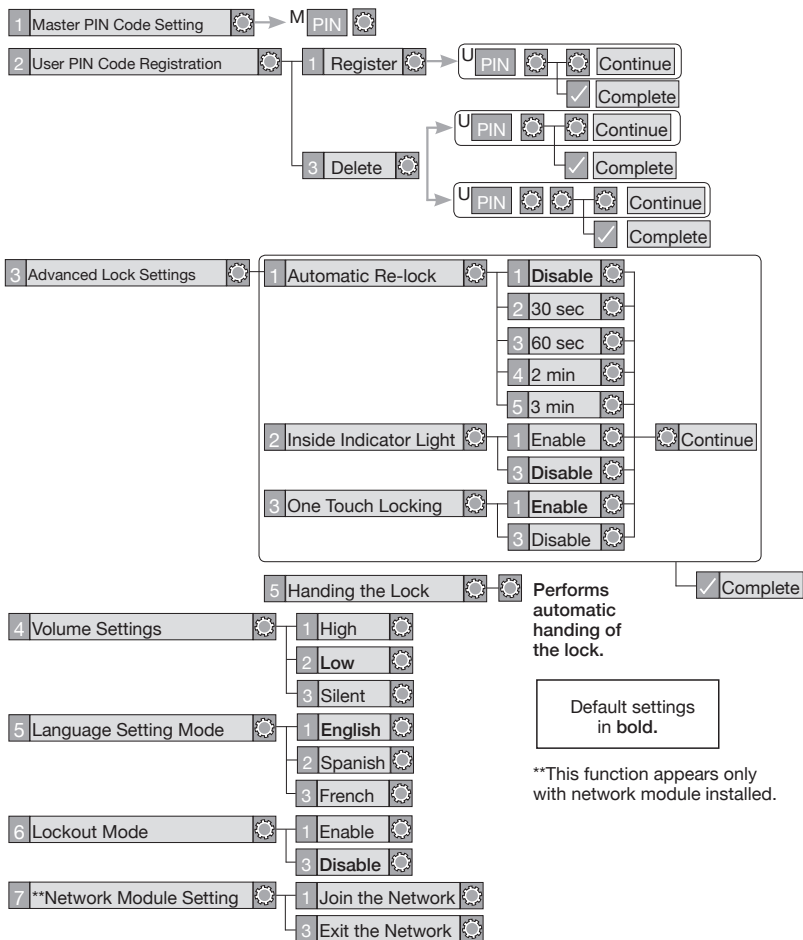 1 Master PIN Code Setting M PIN
2 User PIN Code Registration 1 Register U PIN Continue
Complete
U PIN Continue
3 Delete Complete
U PIN Continue
Complete
3 Advanced Lock Settings 1 Automatic Re-lock 1 Disable
2 30 sec
3 60 sec
4 2 min
5 3 min
2 Inside Indicator Light 1 Enable Continue
3 Disable
3 One Touch Locking 1 Enable
3 Disable
5 Handing the Lock Performs
automatic
handing of
the lock.
Complete
4 Volume Settings 1 High
2 Low
3 Silent
Default settings
in bold.
5 Language Setting Mode 1 English
2 Spanish
3 French
**This function appears only
with network module installed.
6 Lockout Mode 1 Enable
3 Disable
7 **Network Module Setting 1 Join the Network
3 Exit the Network